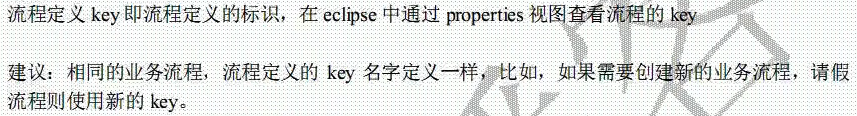 流程定义 key 即流程定义的标识，在 eclipse 中通过 properties 视图查看流程的 key
建议：相同的业务流程，流程定义的 key 名字定义一样，比如，如果需要创建新的业务流程，请假
流程则使用新的 key。